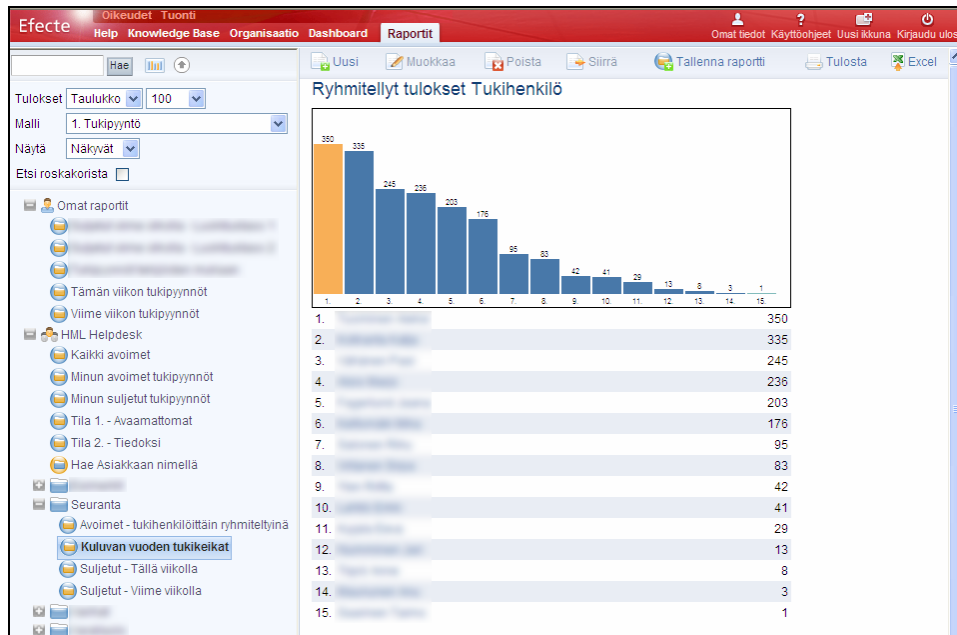 Efecte
Oikeudet Tuonti
Help Knowledge Base Organisaatio Dashboard Raportit
Omat tiedot Käyttöohjeet Uusi ikkuna Kirjaudu ulos
Hae
Tulokset Taulukko 100
Malli 1. Tukipyyntö
Näytä Näkyvät
Etsi roskakorista
Omat raportit
Tämän viikon tukipyynnöt
Viime viikon tukipyynnöt
HML Helpdesk
Kaikki avoimet
Minun avoimet tukipyynnöt
Minun suljetut tukipyynnöt
Tila 1. - Avaamattomat
Tila 2. - Tiedoksi
Hae Asiakkaan nimellä
Seuranta
Avoimet - tukihenkilöittäin ryhmiteltyinä
Kuluvan vuoden tukikeikat
Suljetut - Tällä viikolla
Suljetut - Viime viikolla
Uusi Muokkaa Poista Siirrä Tallenna raportti Tulosta Excel
Ryhmitellyt tulokset Tukihenkilö
350 335 245 236 203 176 95 83 42 41 29 13 8 3 1
1. 2. 3. 4. 5. 6. 7. 8. 9. 10. 11. 12. 13. 14. 15.
1. 350
2. 335
3. 245
4. 236
5. 203
6. 176
7. 95
8. 83
9. 42
10. 41
11. 29
12. 13
13. 8
14. 3
15. 1